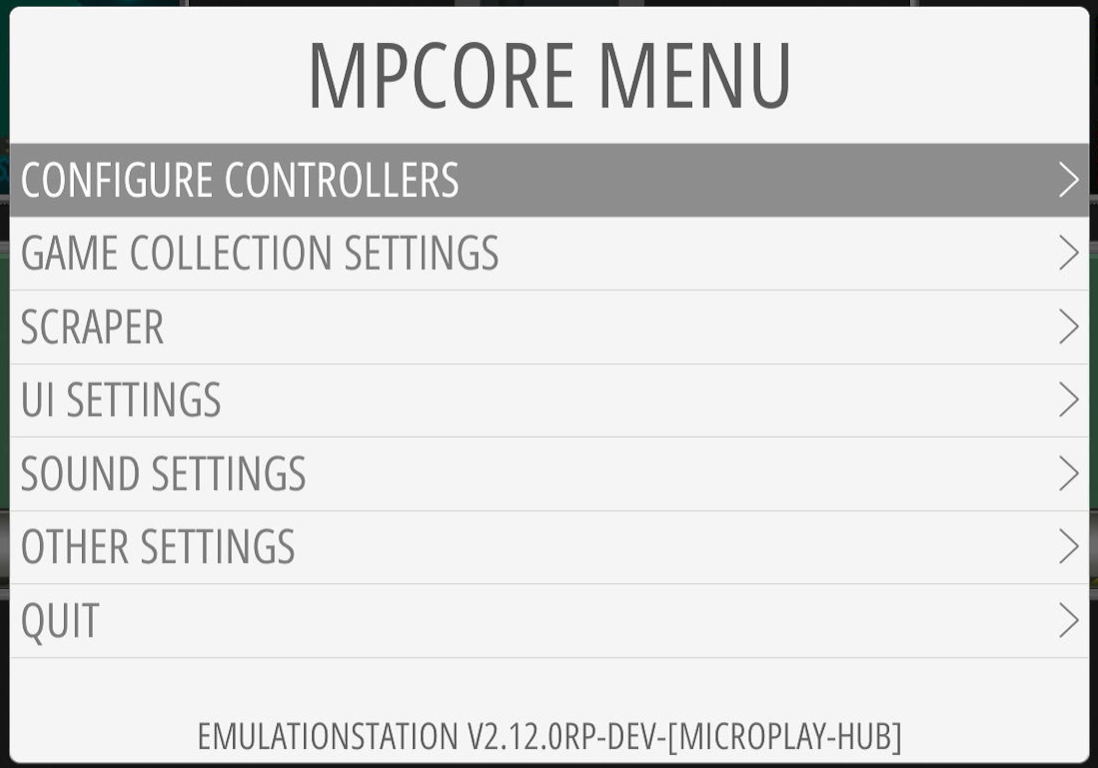 MPCORE MENU
CONFIGURE CONTROLLERS
GAME COLLECTION SETTINGS
SCRAPER
UI SETTINGS
SOUND SETTINGS
OTHER SETTINGS
QUIT
EMULATIONSTATION V2.12.0RP-DEV-[MICROPLAY-HUB]